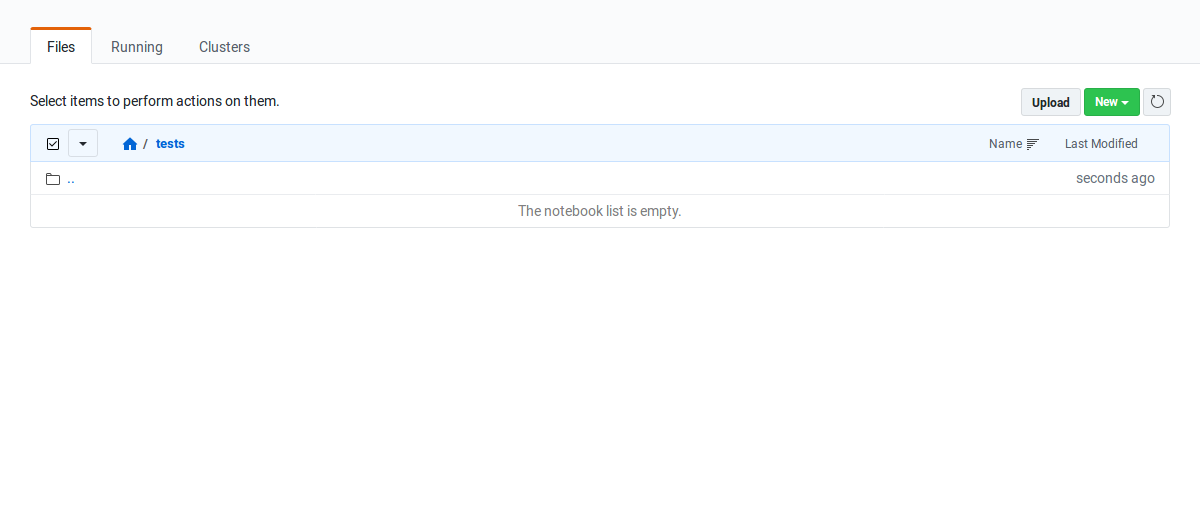 Files Running Clusters
Select items to perform actions on them. Upload New
/ tests Name Last Modified
.. seconds ago
The notebook list is empty.